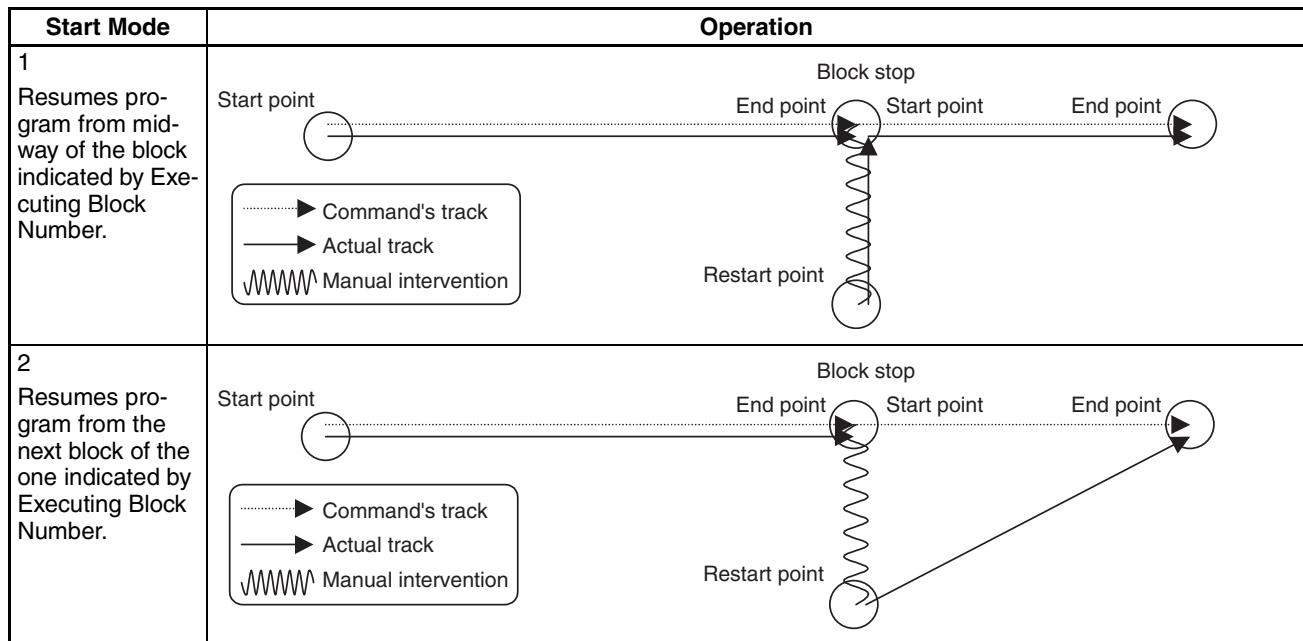 Start Mode
Operation
1
Resumes pro-
gram from mid-
way of the block
indicated by Exe-
cuting Block
Number.
Block stop
Start point
End point
Start point
End point
Command's track
Actual track
Manual intervention
Restart point
2
Resumes pro-
gram from the
next block of the
one indicated by
Executing Block
Number.
Block stop
Start point
End point
Start point
End point
Command's track
Actual track
Manual intervention
Restart point